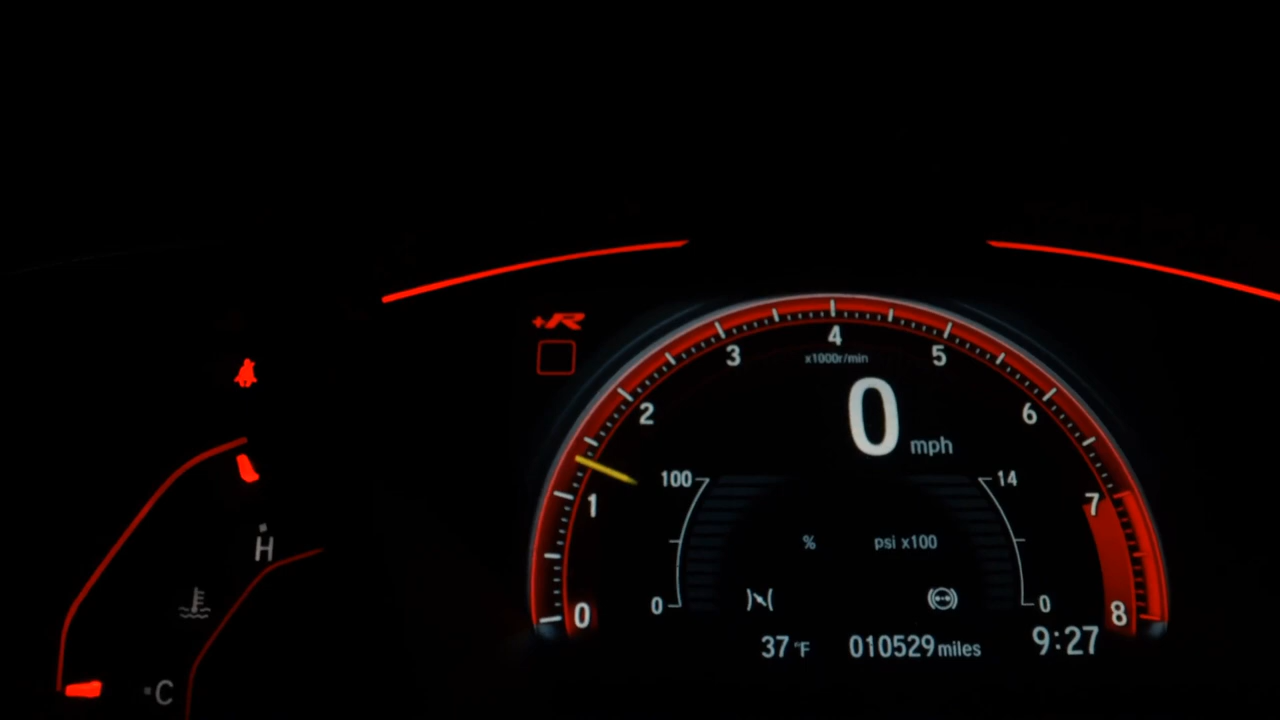 +R
4
3 5
x1000r/min
2 6
0 mph
100 14
1 7
% psi x100
H
0 0
0 8
37 °F 010529 miles 9:27
C